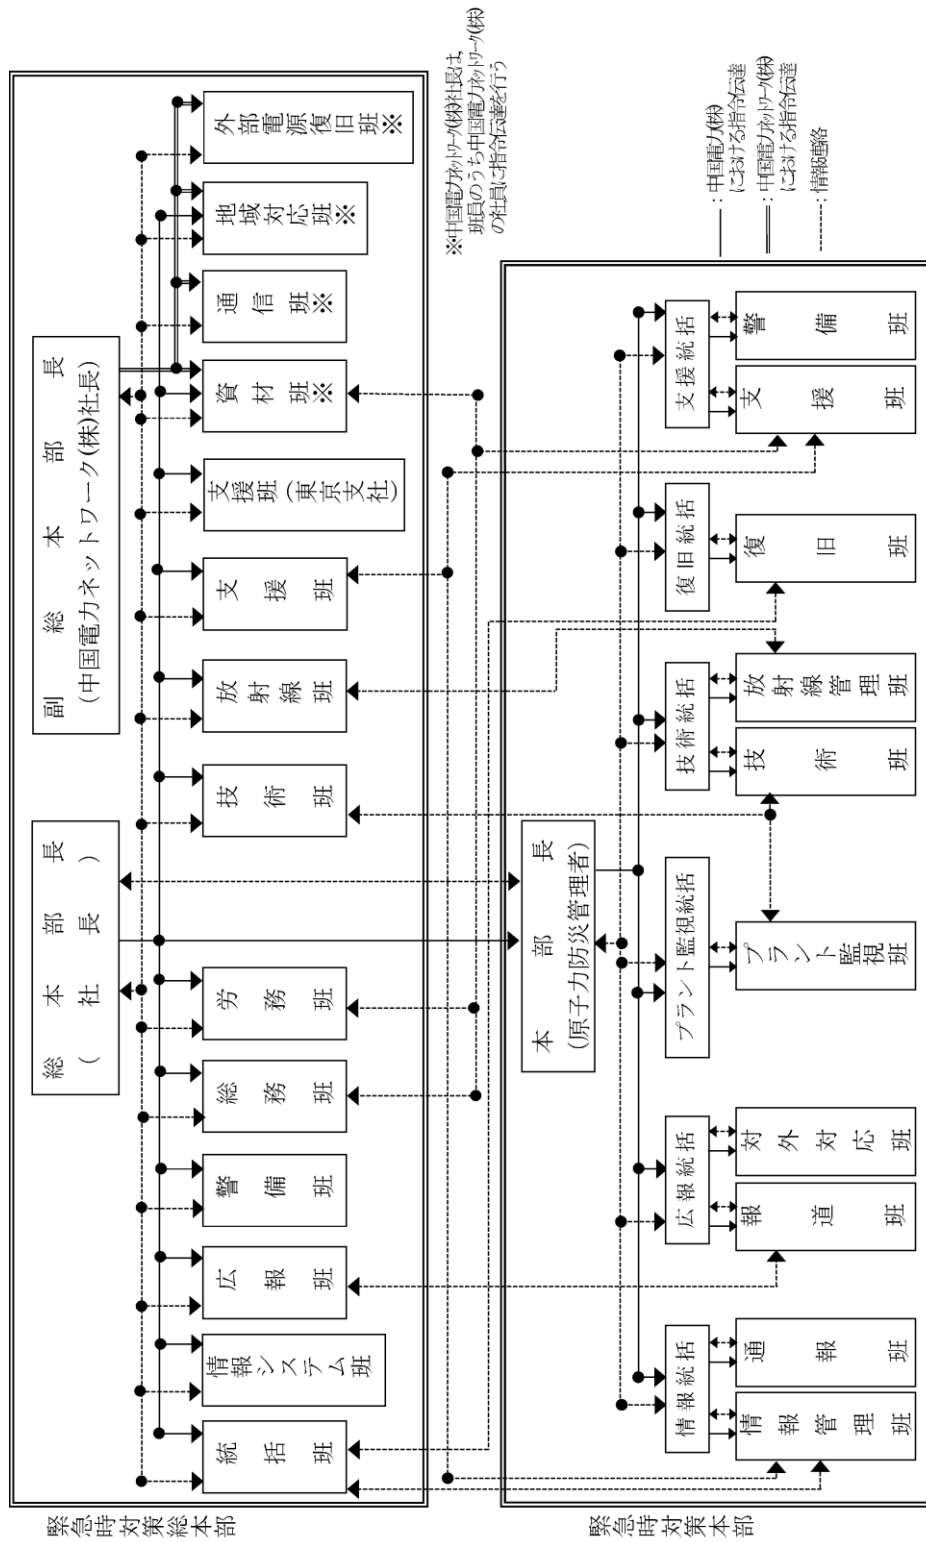 緊急時対策総本部
総本部長
(社長)
副総本部長
(中国電力ネットワーク(株)社長)
統括班
情報システム班
広報班
警備班
総務班
労務班
技術班
放射線班
支援班
支援班(東京支社)
資材班※
通信班※
地域対応班※
外部電源復旧班※
※中国電力ネットワーク(株)社長は,
班員のうち中国電力ネットワーク(株)
の社員に指令伝達を行う
緊急時対策本部
本部長
(原子力防災管理者)
情報統括
広報統括
プラント監視統括
技術統括
復旧統括
支援統括
情報管理班
通報班
報道班
対外対応班
プラント監視班
技術班
放射線管理班
復旧班
支援班
警備班
:中国電力(株)
における指令伝達
:中国電力ネットワーク(株)
における指令伝達
:情報連絡